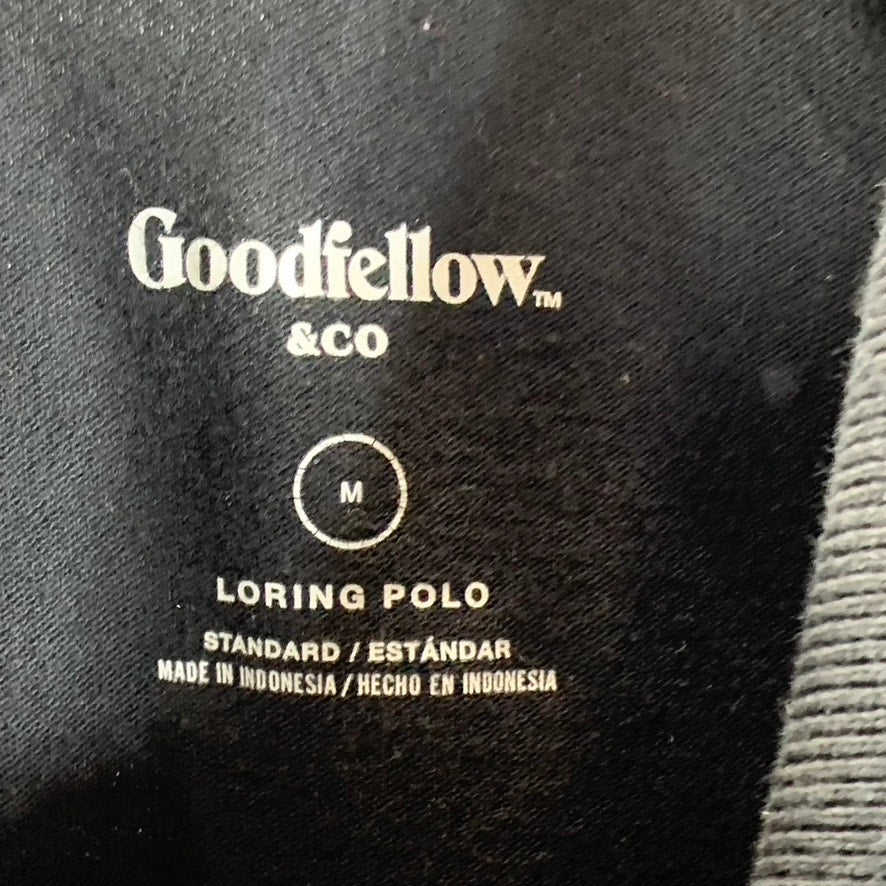 Goodfellow™
&CO
M
LORING POLO
STANDARD / ESTÁNDAR
MADE IN INDONESIA / HECHO EN INDONESIA